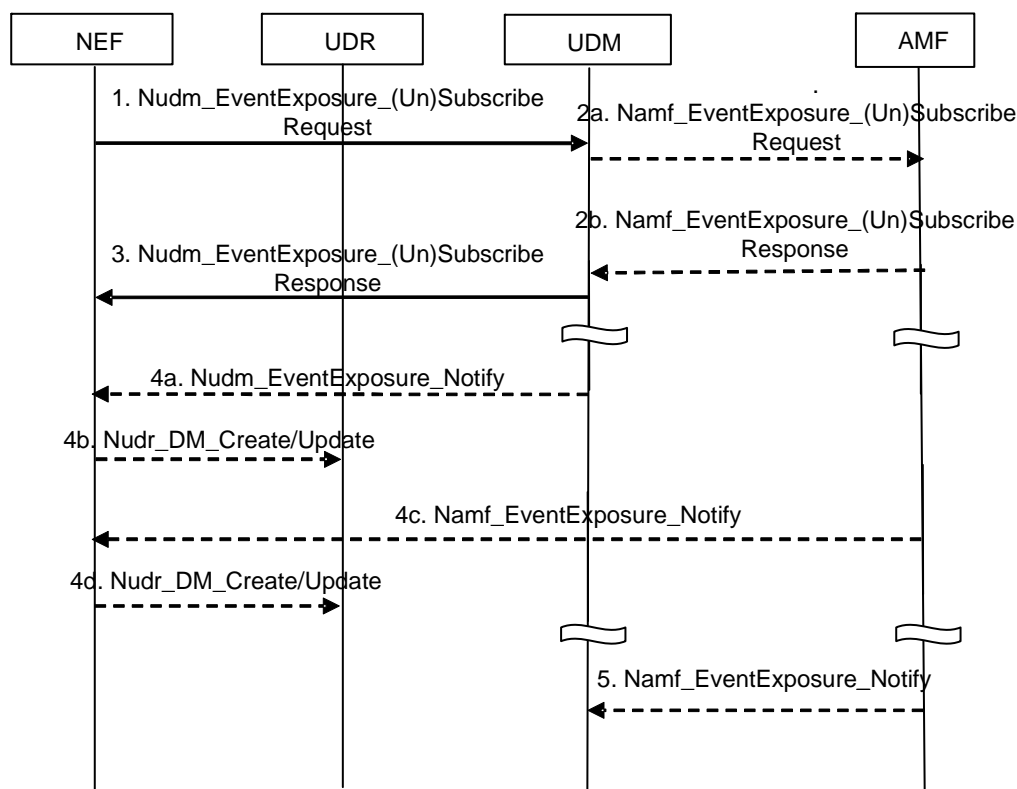 NEF
UDR
UDM
AMF
1. Nudm_EventExposure_(Un)Subscribe
Request
2a. Namf_EventExposure_(Un)Subscribe
Request
2b. Namf_EventExposure_(Un)Subscribe
Response
3. Nudm_EventExposure_(Un)Subscribe
Response
4a. Nudm_EventExposure_Notify
4b. Nudr_DM_Create/Update
4c. Namf_EventExposure_Notify
4d. Nudr_DM_Create/Update
5. Namf_EventExposure_Notify